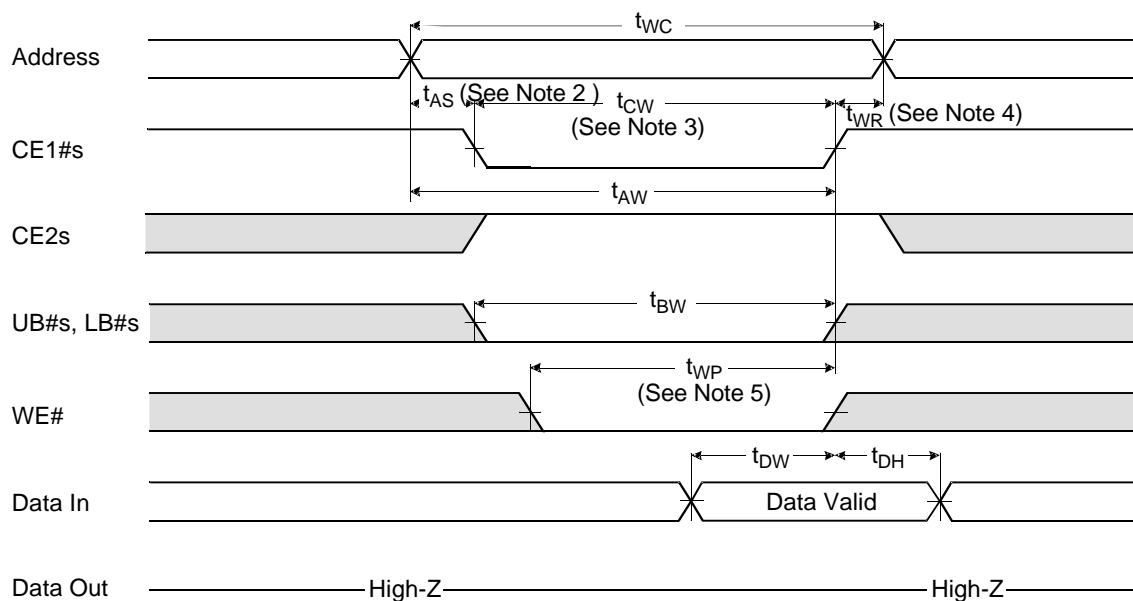 tWC
Address
tAS (See Note 2 )
tCW
(See Note 3)
tWR (See Note 4)
CE1#s
tAW
CE2s
tBW
UB#s, LB#s
tWP
(See Note 5)
WE#
tDW
tDH
Data In
Data Valid
Data Out
High-Z
High-Z